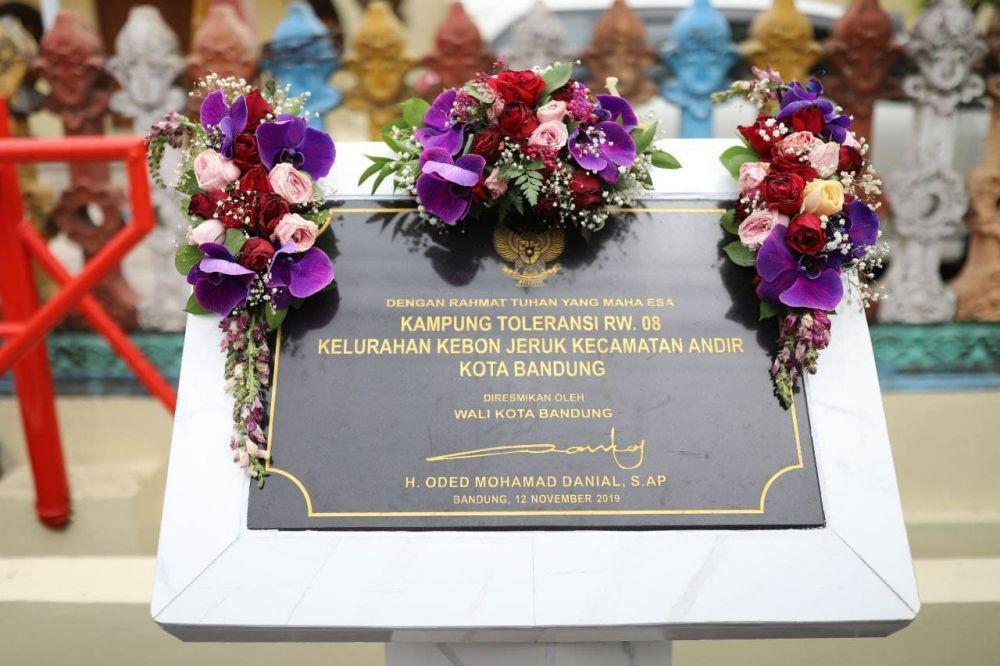 DENGAN RAHMAT TUHAN YANG MAHA ESA
KAMPUNG TOLERANSI RW. 08
KELURAHAN KEBON JERUK KECAMATAN ANDIR
KOTA BANDUNG
DIRESMIKAN OLEH
WALI KOTA BANDUNG
H. ODED MOHAMAD DANIAL, S.AP
BANDUNG, 12 NOVEMBER 2019